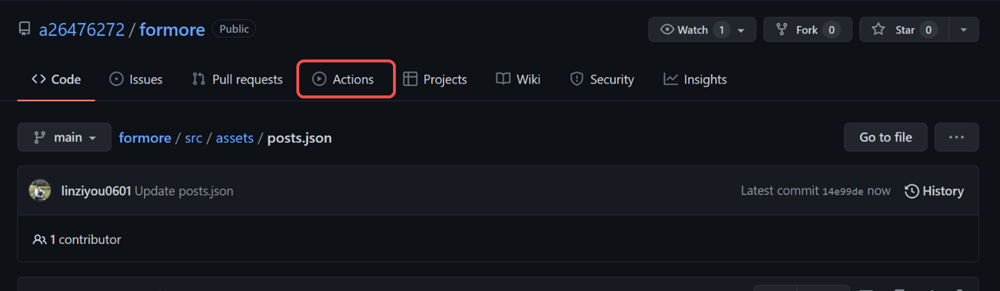 a26476272 / formore Public Watch 1 Fork 0 Star 0
Code Issues Pull requests Actions Projects Wiki Security Insights
main formore / src / assets / posts.json Go to file ...
linziyou0601 Update posts.json Latest commit 14e99de now History
1 contributor